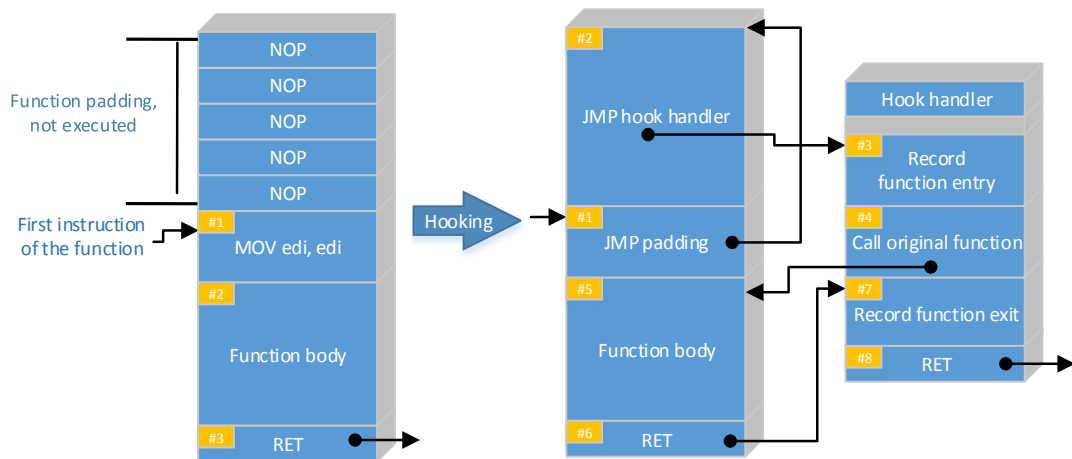 NOP
NOP
NOP
NOP
NOP
Function padding,
not executed
First instruction
of the function
#1
MOV edi, edi
#2
Function body
#3
RET
Hooking
#2
JMP hook handler
#1
JMP padding
#5
Function body
#6
RET
Hook handler
#3
Record
function entry
#4
Call original function
#7
Record function exit
#8
RET